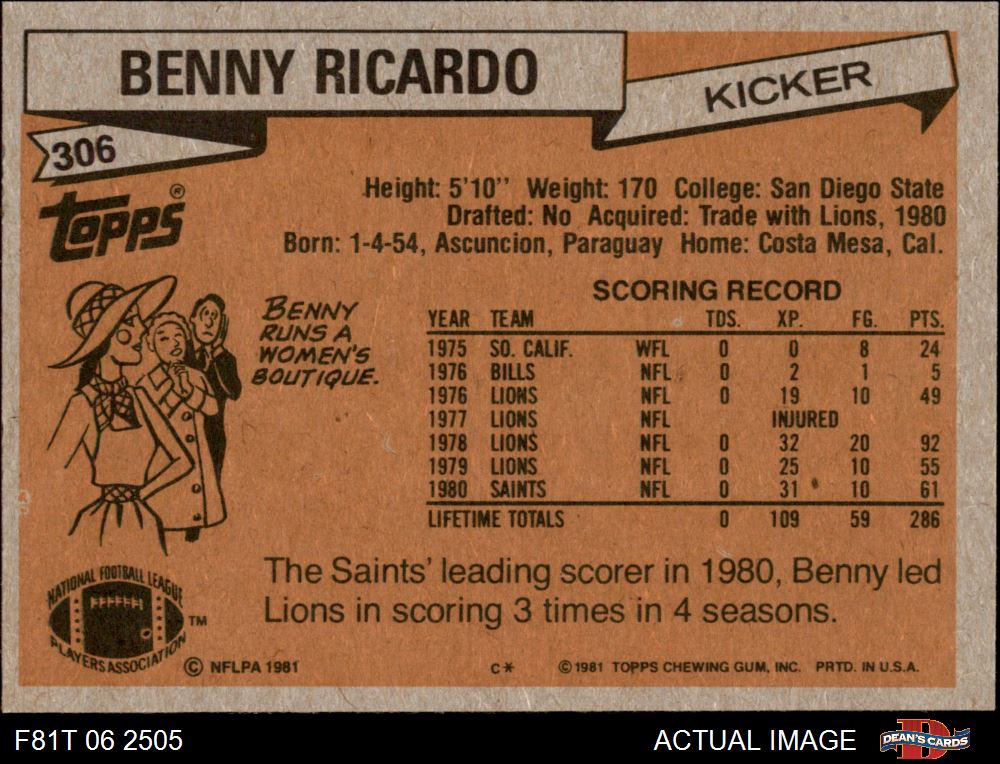 BENNY RICARDO
KICKER
306
TOPPS®
Height: 5'10" Weight: 170 College: San Diego State
Drafted: No Acquired: Trade with Lions, 1980
Born: 1-4-54, Ascuncion, Paraguay Home: Costa Mesa, Cal.
BENNY
RUNS A
WOMEN'S
BOUTIQUE.
SCORING RECORD
YEAR TEAM TDS. XP. FG. PTS.
1975 SO. CALIF. WFL 0 0 8 24
1976 BILLS NFL 0 2 1 5
1976 LIONS NFL 0 19 10 49
1977 LIONS NFL INJURED
1978 LIONS NFL 0 32 20 92
1979 LIONS NFL 0 25 10 55
1980 SAINTS NFL 0 31 10 61
LIFETIME TOTALS 0 109 59 286
The Saints' leading scorer in 1980, Benny led
Lions in scoring 3 times in 4 seasons.
NATIONAL FOOTBALL LEAGUE
PLAYERS ASSOCIATION
TM
© NFLPA 1981
C*
© 1981 TOPPS CHEWING GUM, INC. PRTD. IN U.S.A.
F81T 06 2505
ACTUAL IMAGE
D
DEAN'S CARDS